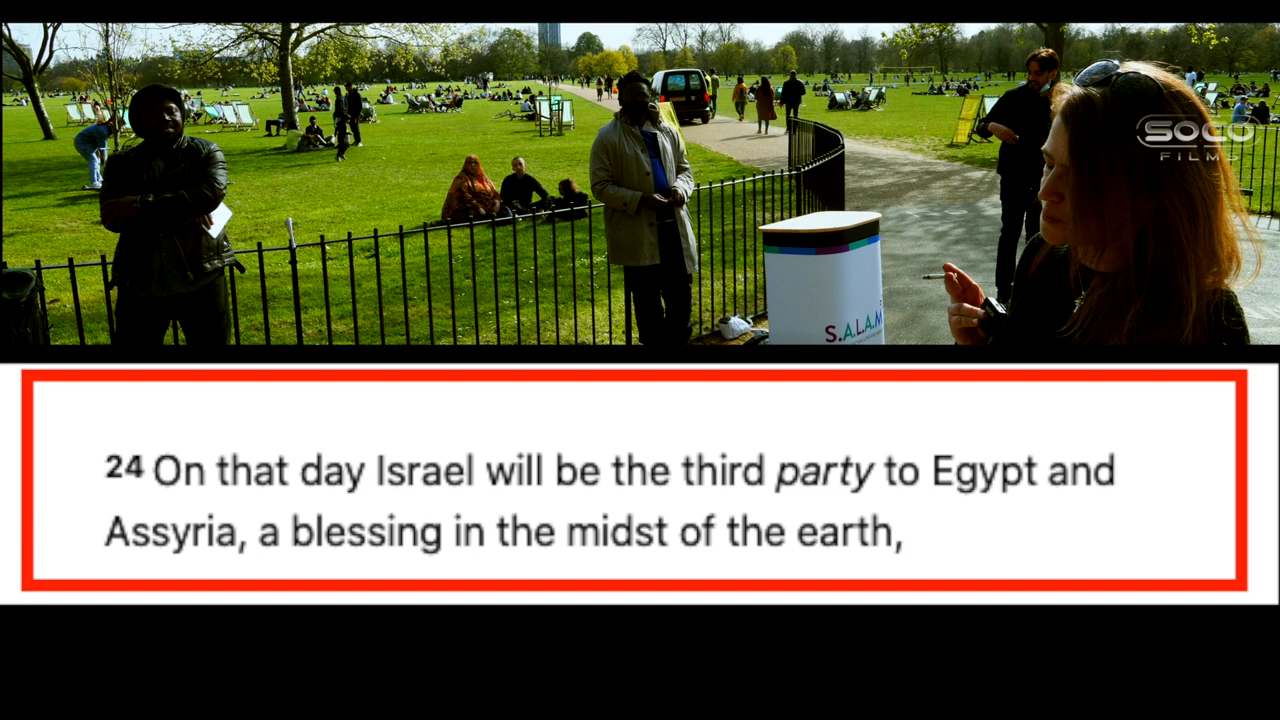 SOCO
FILMS
S.A.L.A.M
24 On that day Israel will be the third party to Egypt and
Assyria, a blessing in the midst of the earth,